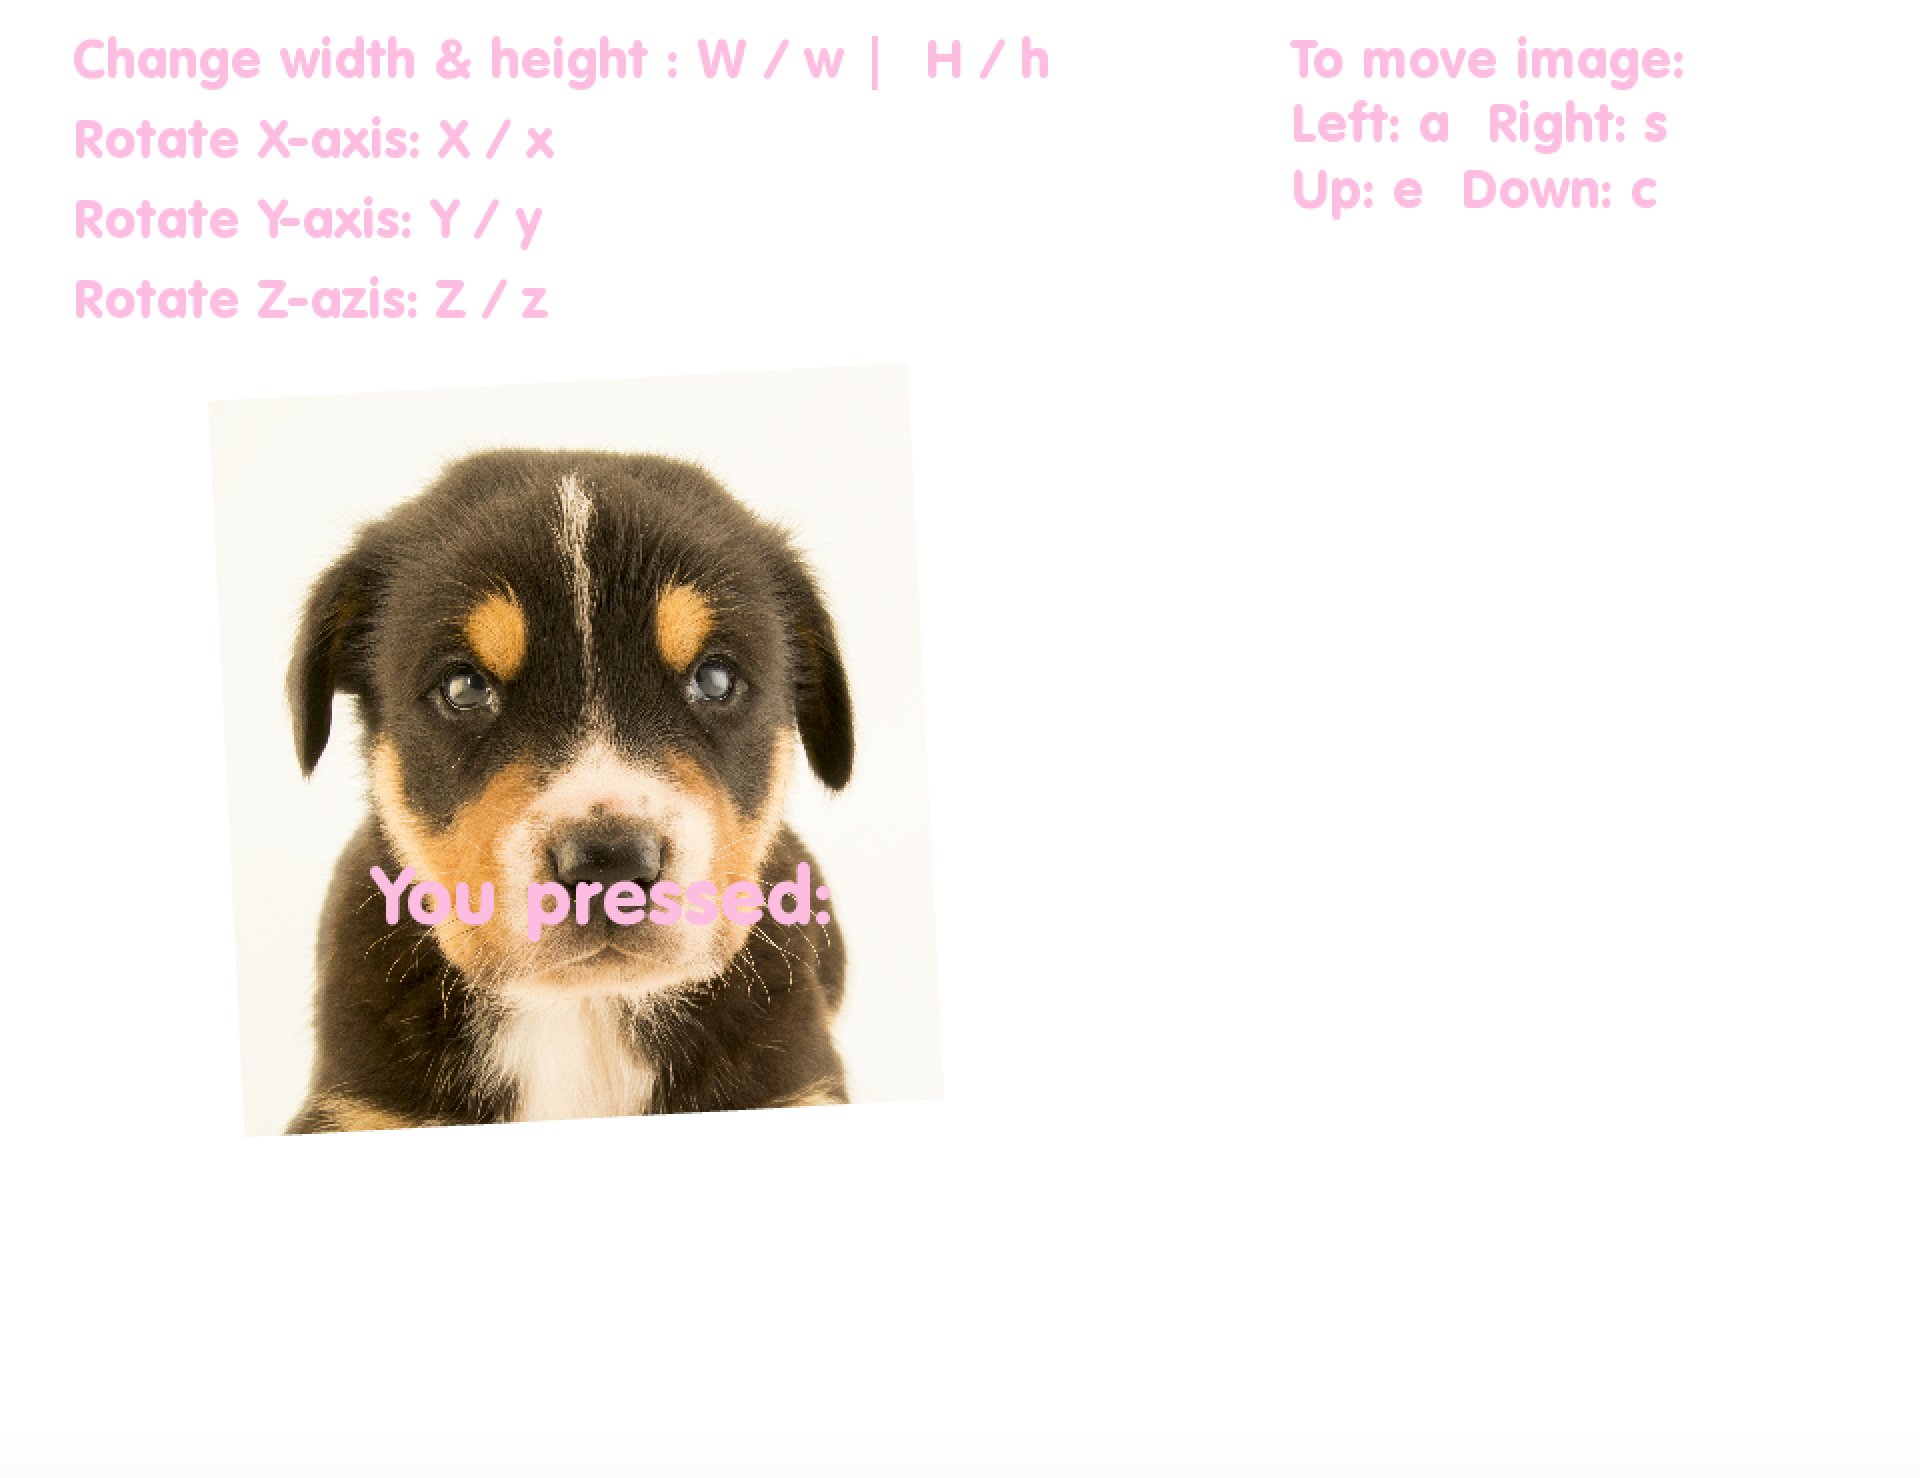 Change width & height : W / w |  H / h
Rotate X-axis: X / x
Rotate Y-axis: Y / y
Rotate Z-azis: Z / z
To move image:
Left: a  Right: s
Up: e  Down: c
You pressed: